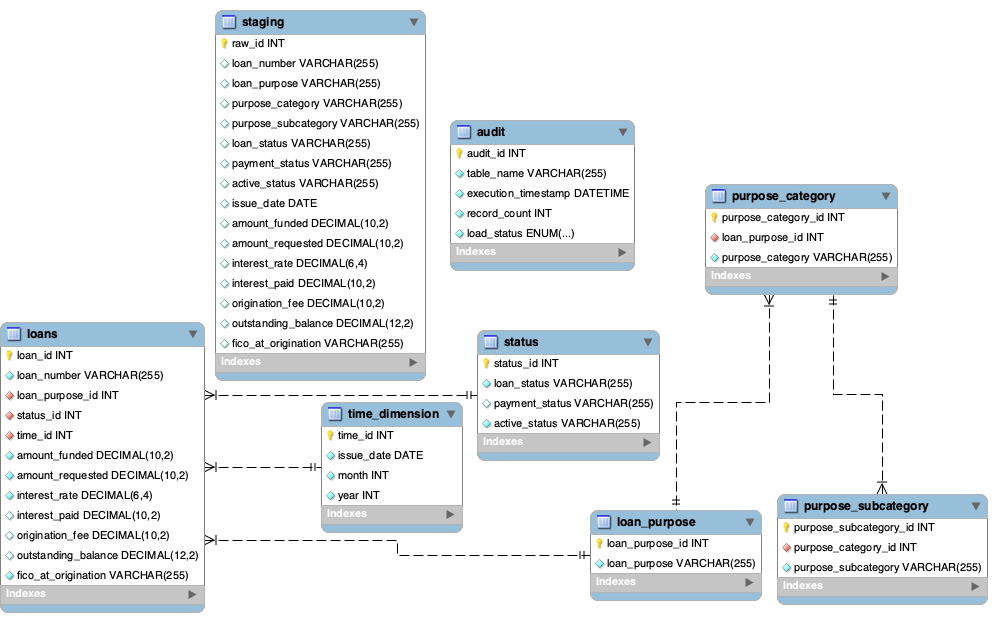 staging
raw_id INT
loan_number VARCHAR(255)
loan_purpose VARCHAR(255)
purpose_category VARCHAR(255)
purpose_subcategory VARCHAR(255)
loan_status VARCHAR(255)
payment_status VARCHAR(255)
active_status VARCHAR(255)
issue_date DATE
amount_funded DECIMAL(10,2)
amount_requested DECIMAL(10,2)
interest_rate DECIMAL(6,4)
interest_paid DECIMAL(10,2)
origination_fee DECIMAL(10,2)
outstanding_balance DECIMAL(12,2)
fico_at_origination VARCHAR(255)
Indexes
audit
audit_id INT
table_name VARCHAR(255)
execution_timestamp DATETIME
record_count INT
load_status ENUM(...)
Indexes
purpose_category
purpose_category_id INT
loan_purpose_id INT
purpose_category VARCHAR(255)
Indexes
loans
loan_id INT
loan_number VARCHAR(255)
loan_purpose_id INT
status_id INT
time_id INT
amount_funded DECIMAL(10,2)
amount_requested DECIMAL(10,2)
interest_rate DECIMAL(6,4)
interest_paid DECIMAL(10,2)
origination_fee DECIMAL(10,2)
outstanding_balance DECIMAL(12,2)
fico_at_origination VARCHAR(255)
Indexes
status
status_id INT
loan_status VARCHAR(255)
payment_status VARCHAR(255)
active_status VARCHAR(255)
Indexes
time_dimension
time_id INT
issue_date DATE
month INT
year INT
Indexes
loan_purpose
loan_purpose_id INT
loan_purpose VARCHAR(255)
Indexes
purpose_subcategory
purpose_subcategory_id INT
purpose_category_id INT
purpose_subcategory VARCHAR(255)
Indexes